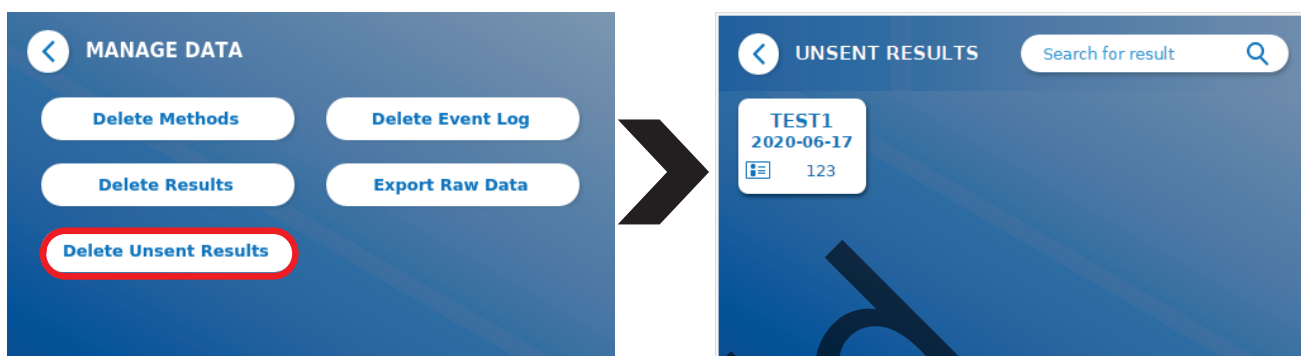 MANAGE DATA
Delete Methods
Delete Event Log
Delete Results
Export Raw Data
Delete Unsent Results
UNSENT RESULTS
Search for result
TEST1
2020-06-17
123